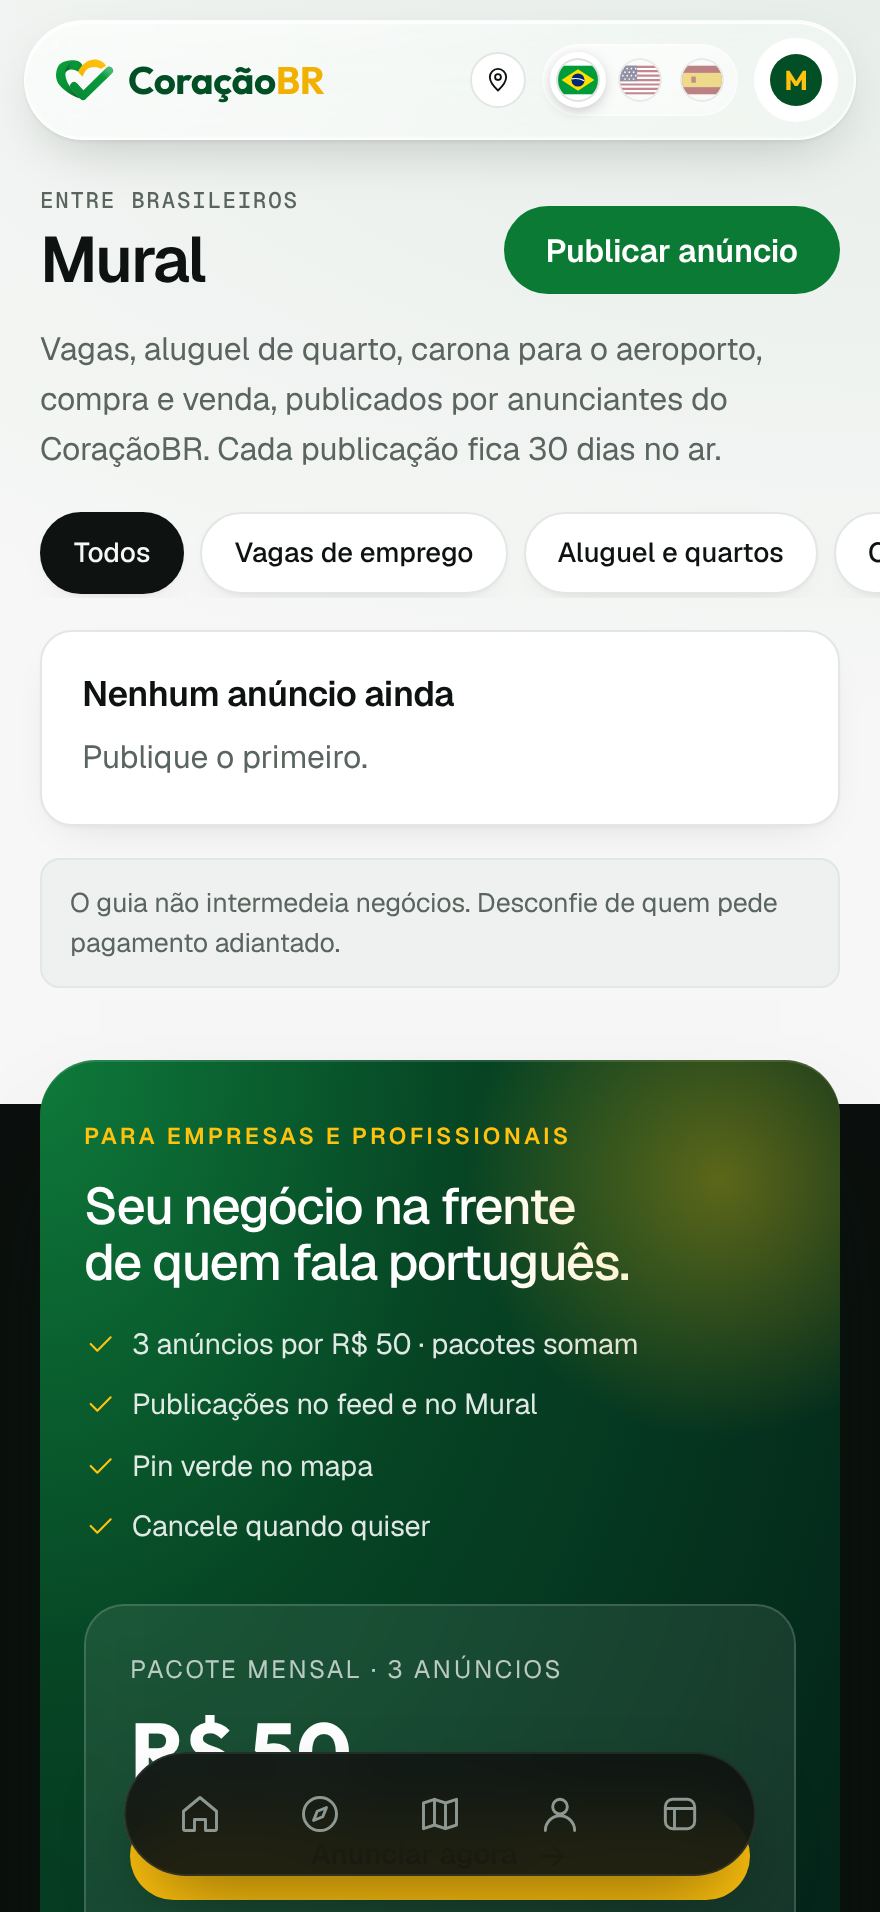 CoraçãoBR
M
ENTRE BRASILEIROS
Mural
Publicar anúncio
Vagas, aluguel de quarto, carona para o aeroporto,
compra e venda, publicados por anunciantes do
CoraçãoBR. Cada publicação fica 30 dias no ar.
Todos
Vagas de emprego
Aluguel e quartos
Nenhum anúncio ainda
Publique o primeiro.
O guia não intermedeia negócios. Desconfie de quem pede
pagamento adiantado.
PARA EMPRESAS E PROFISSIONAIS
Seu negócio na frente
de quem fala português.
3 anúncios por R$ 50 · pacotes somam
Publicações no feed e no Mural
Pin verde no mapa
Cancele quando quiser
PACOTE MENSAL · 3 ANÚNCIOS
R$ 50
Anunciar agora →